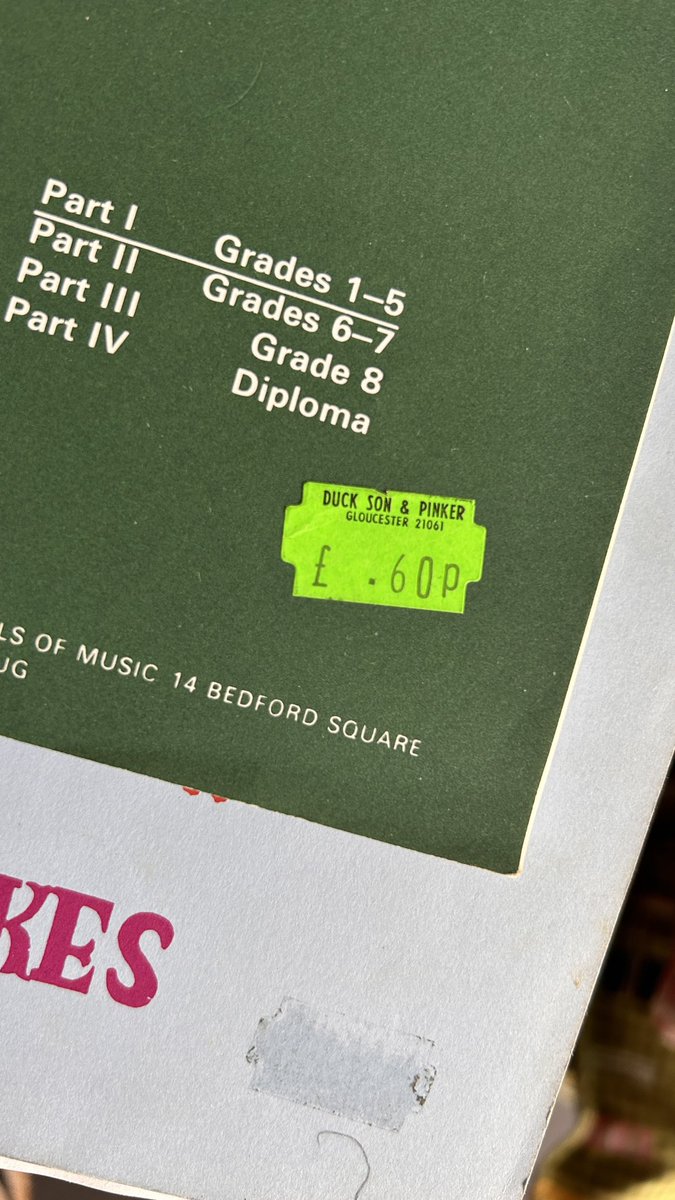 Part I Grades 1–5
Part II Grades 6–7
Part III Grade 8
Part IV Diploma
DUCK SON & PINKER
GLOUCESTER 21061
£ .60p
LS OF MUSIC 14 BEDFORD SQUARE
UG
KES